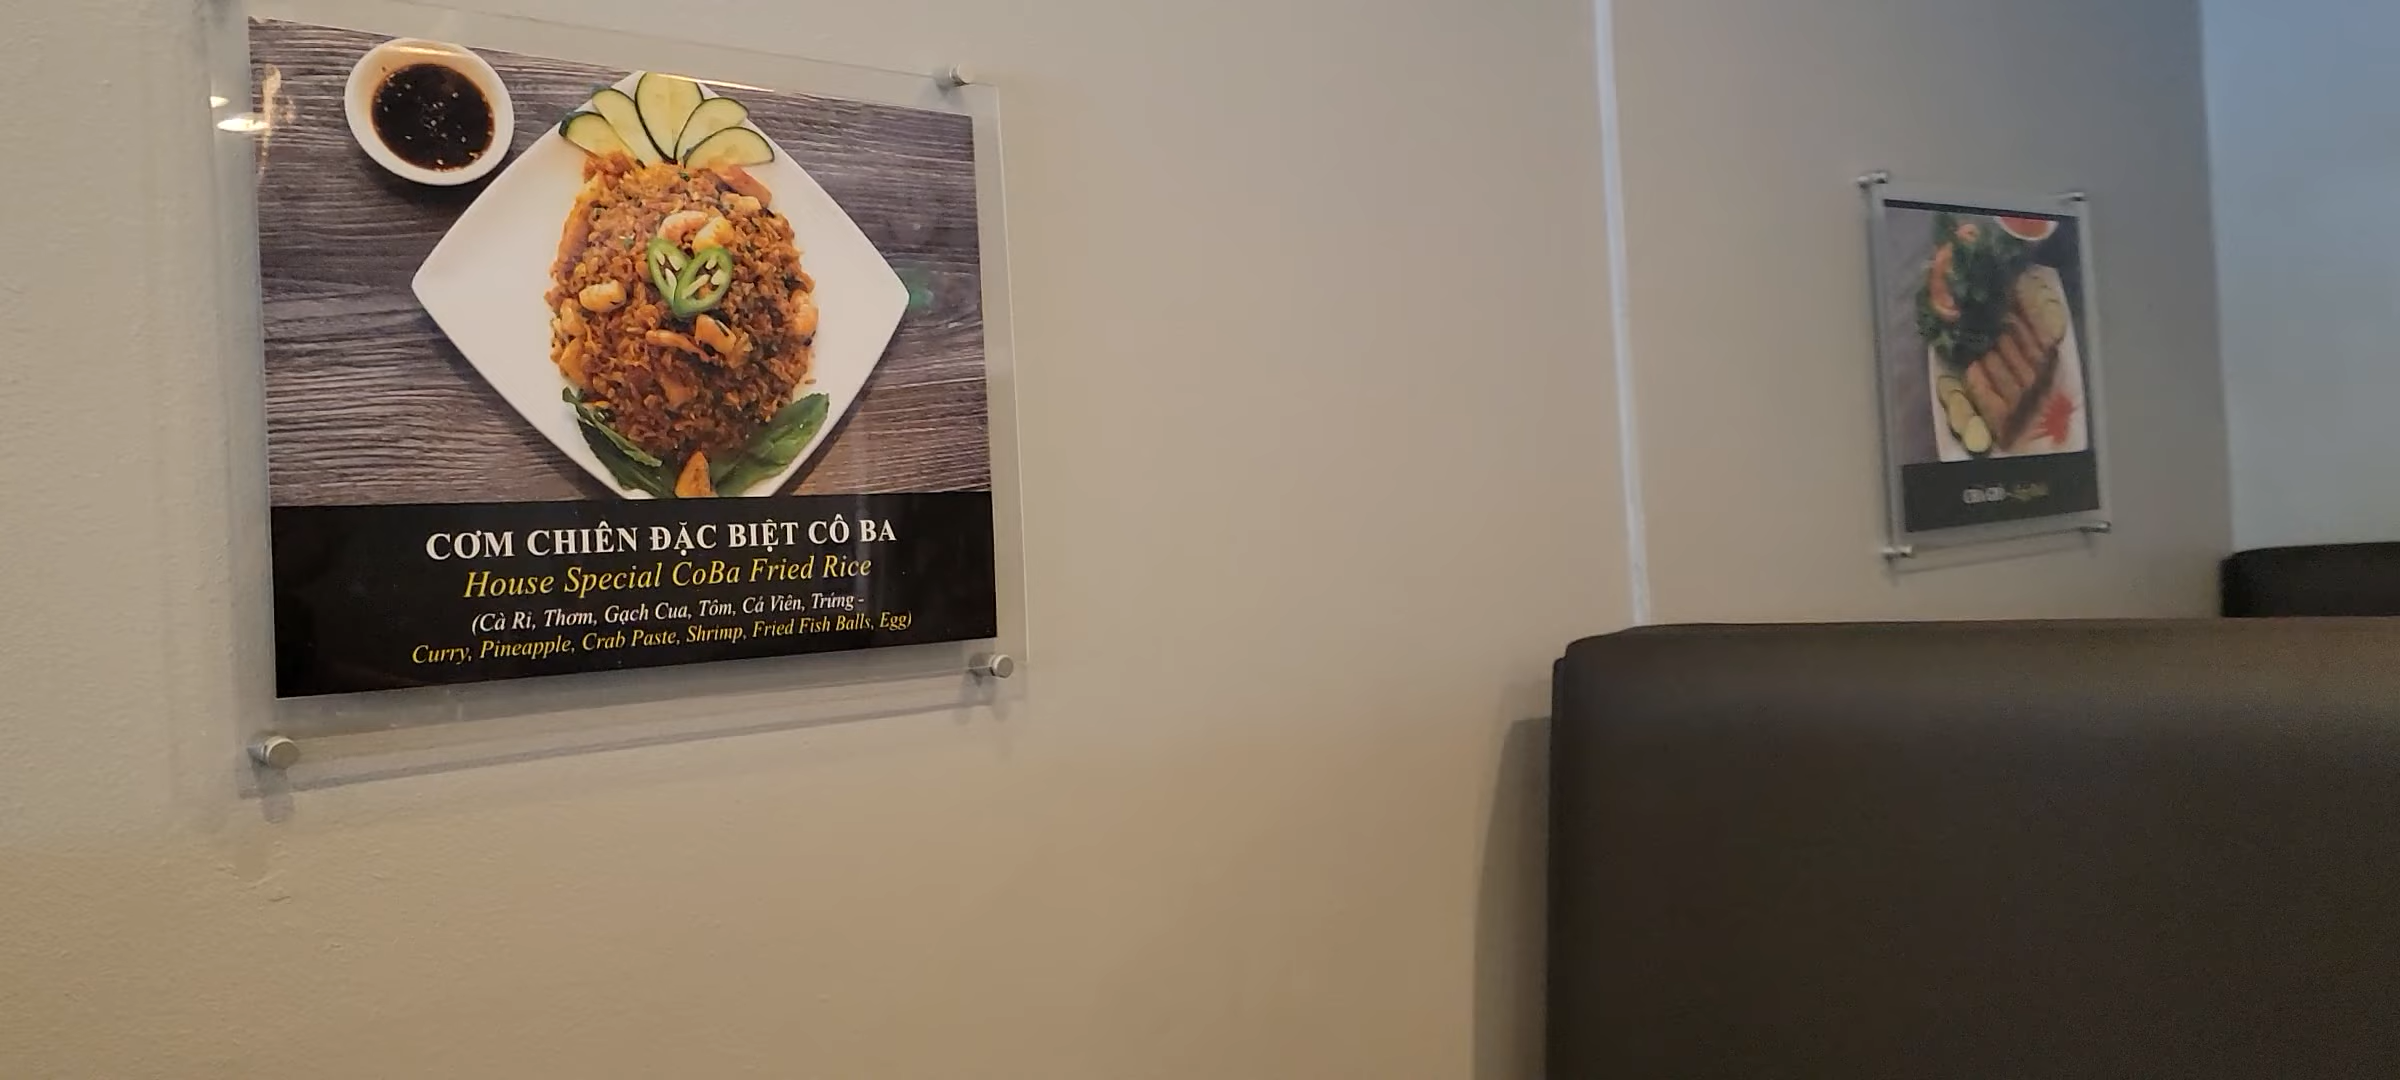 CƠM CHIÊN ĐẶC BIỆT CÔ BA
House Special CoBa Fried Rice
(Cà Ri, Thơm, Gạch Cua, Tôm, Cá Viên, Trứng -
Curry, Pineapple, Crab Paste, Shrimp, Fried Fish Balls, Egg)